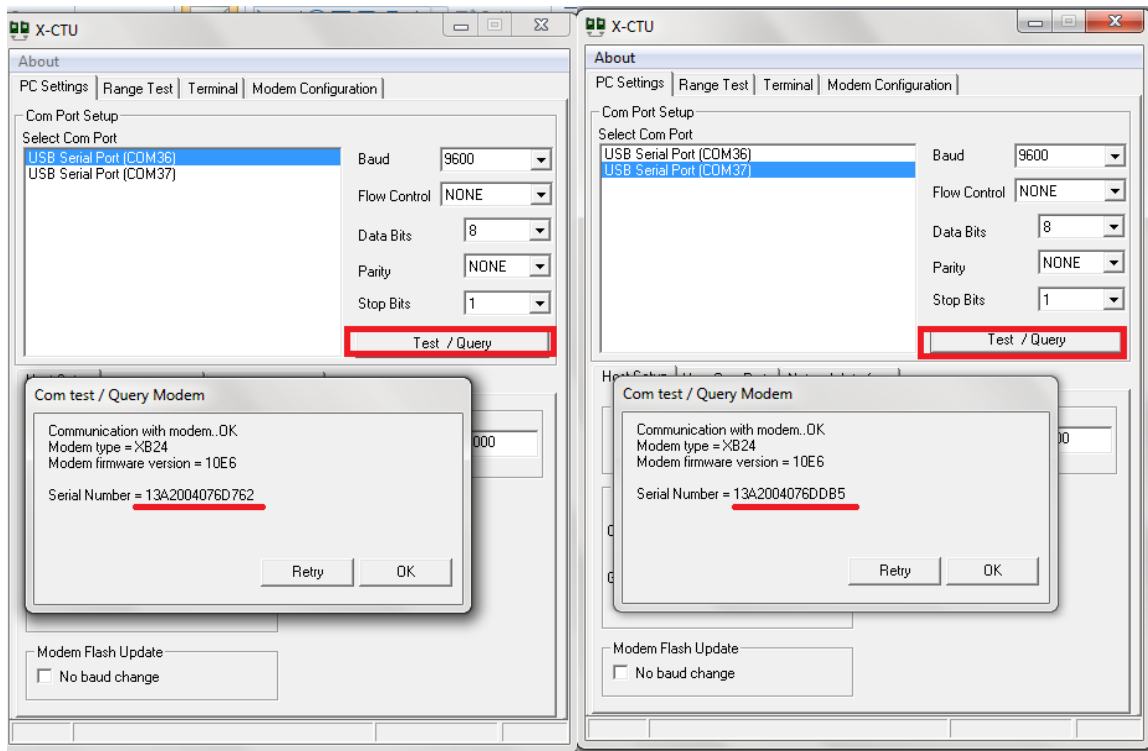 X-CTU
About
PC Settings Range Test Terminal Modem Configuration
Com Port Setup
Select Com Port
USB Serial Port (COM36)
USB Serial Port (COM37)
Baud 9600
Flow Control NONE
Data Bits 8
Parity NONE
Stop Bits 1
Test / Query
Com test / Query Modem
Communication with modem..OK
Modem type = XB24
Modem firmware version = 10E6
Serial Number = 13A2004076D762
Retry OK
000
Modem Flash Update
No baud change
X-CTU
About
PC Settings Range Test Terminal Modem Configuration
Com Port Setup
Select Com Port
USB Serial Port (COM36)
USB Serial Port (COM37)
Baud 9600
Flow Control NONE
Data Bits 8
Parity NONE
Stop Bits 1
Test / Query
Host Setup
Com test / Query Modem
Communication with modem..OK
Modem type = XB24
Modem firmware version = 10E6
Serial Number = 13A2004076DDB5
Retry OK
Modem Flash Update
No baud change